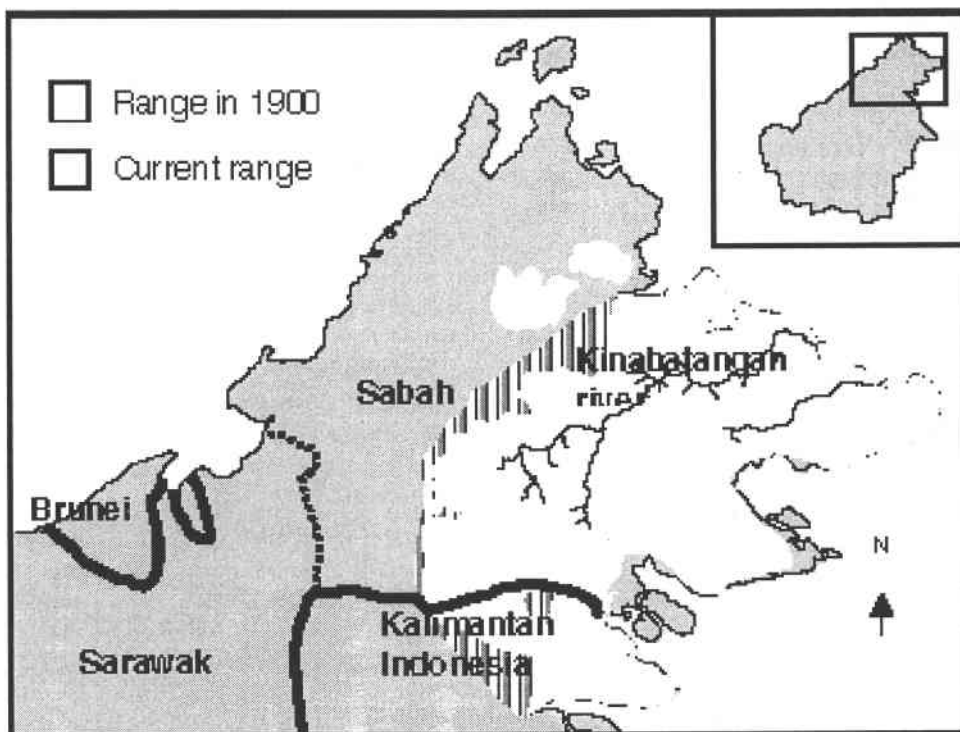 Range in 1900
Current range
Kinabatangan
river
Sabah
Brunei
N
Kalimantan
Indonesia
Sarawak